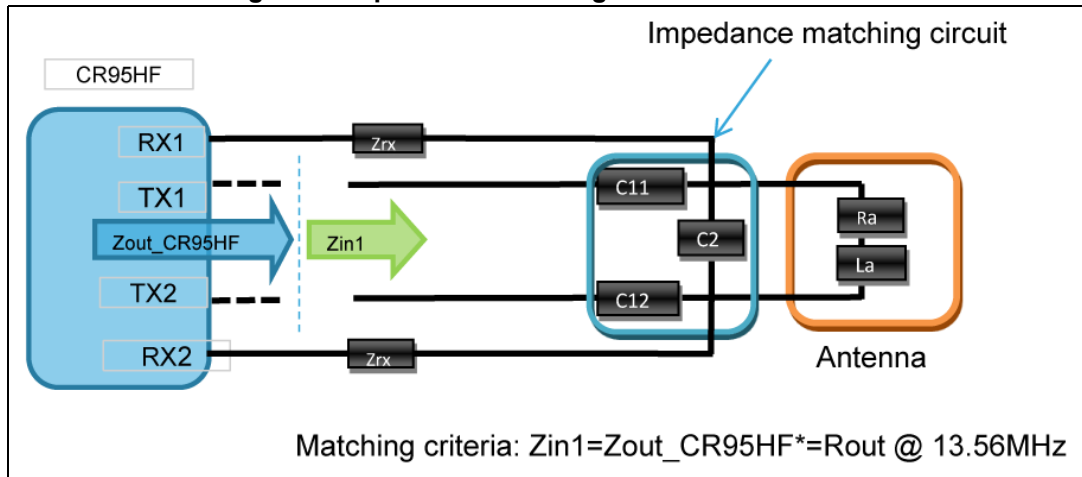 Impedance matching circuit
CR95HF
RX1
Zrx
TX1
C11
Ra
Zout_CR95HF
Zin1
C2
La
TX2
C12
RX2
Zrx
Antenna
Matching criteria: Zin1=Zout_CR95HF*=Rout @ 13.56MHz